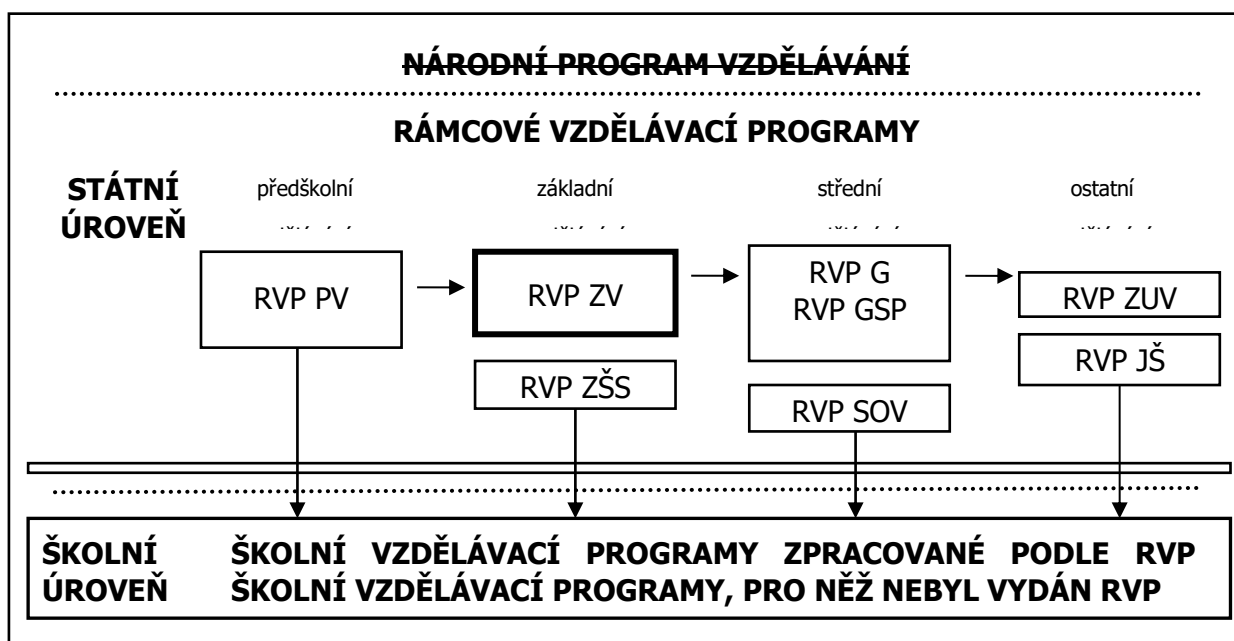 NÁRODNÍ PROGRAM VZDĚLÁVÁNÍ
RÁMCOVÉ VZDĚLÁVACÍ PROGRAMY
STÁTNÍ
ÚROVEŇ
předškolní
základní
střední
ostatní
RVP PV
RVP ZV
RVP ZŠS
RVP G
RVP GSP
RVP SOV
RVP ZUV
RVP JŠ
ŠKOLNÍ
ÚROVEŇ
ŠKOLNÍ VZDĚLÁVACÍ PROGRAMY ZPRACOVANÉ PODLE RVP
ŠKOLNÍ VZDĚLÁVACÍ PROGRAMY, PRO NĚŽ NEBYL VYDÁN RVP